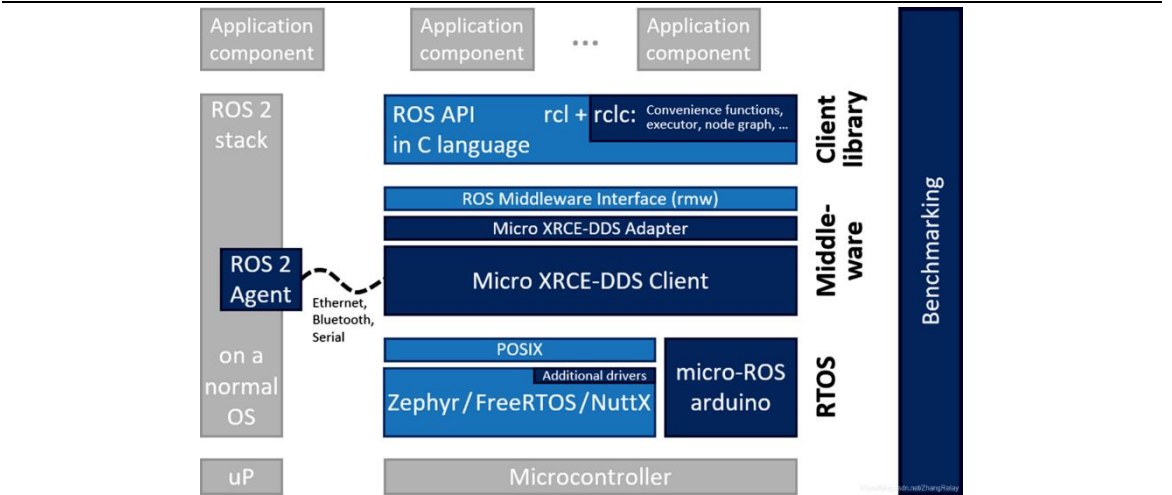 Application
component
Application
component
...
Application
component
ROS 2
stack
ROS 2
Agent
on a
normal
OS
uP
Ethernet,
Bluetooth,
Serial
ROS API
in C language
rcl + rclc:
Convenience functions,
executor, node graph, ...
Client
library
ROS Middleware Interface (rmw)
Micro XRCE-DDS Adapter
Micro XRCE-DDS Client
Middle-
ware
POSIX
Additional drivers
Zephyr/FreeRTOS/NuttX
micro-ROS
arduino
RTOS
Microcontroller
Benchmarking